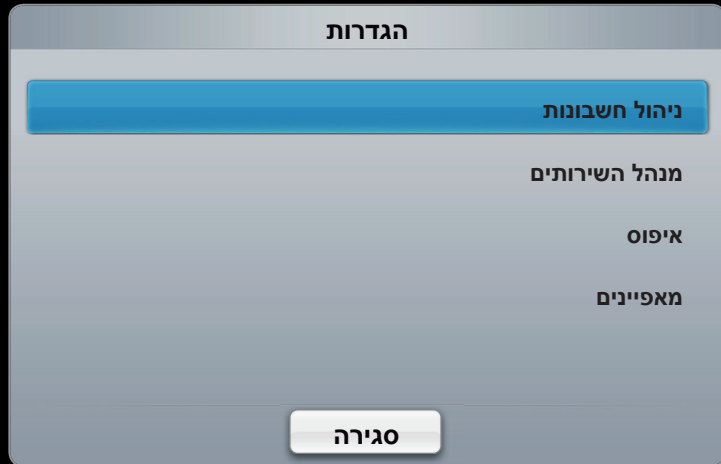 הגדרות
ניהול חשבונות
מנהל השירותים
איפוס
מאפיינים
סגירה